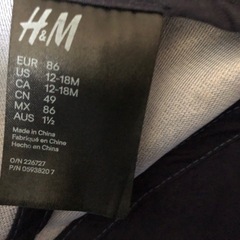 H&M
EUR 86
US 12-18M
CA 12-18M
CN 49
MX 86
AUS 1½
Made in China
Fabriqué en Chine
Hecho en China
O/N 226727
P/N 0593820 7